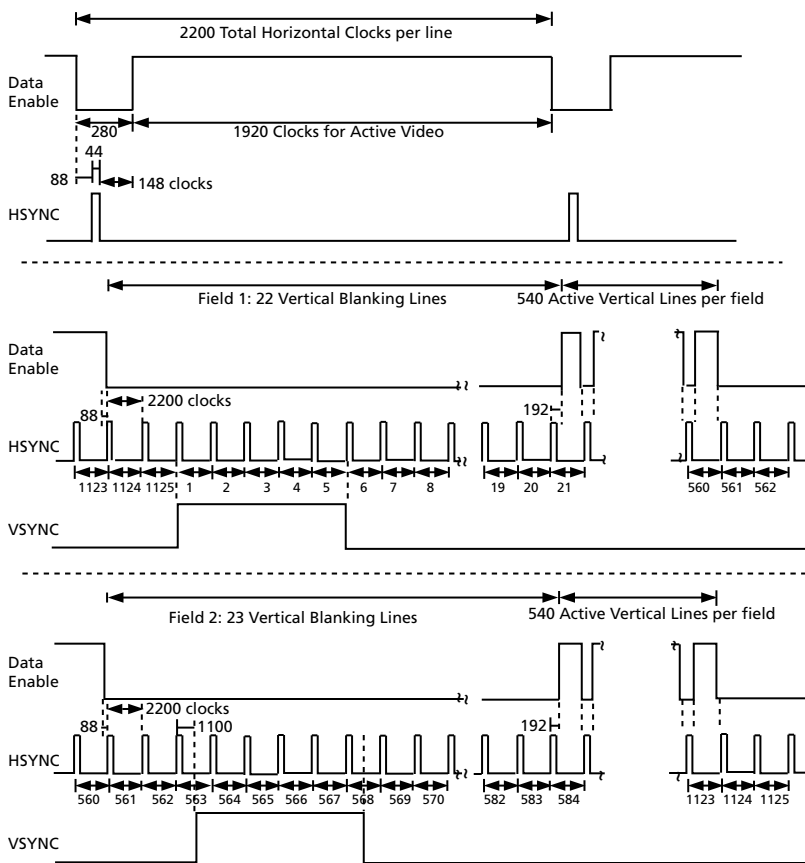 2200 Total Horizontal Clocks per line
Data
Enable
280
1920 Clocks for Active Video
44
88
148 clocks
HSYNC
Field 1: 22 Vertical Blanking Lines
540 Active Vertical Lines per field
Data
Enable
2200 clocks
88
192
HSYNC
1123 1124 1125 1 2 3 4 5 6 7 8 19 20 21 560 561 562
VSYNC
Field 2: 23 Vertical Blanking Lines
540 Active Vertical Lines per field
Data
Enable
2200 clocks
88
1100
192
HSYNC
560 561 562 563 564 565 566 567 568 569 570 582 583 584 1123 1124 1125
VSYNC